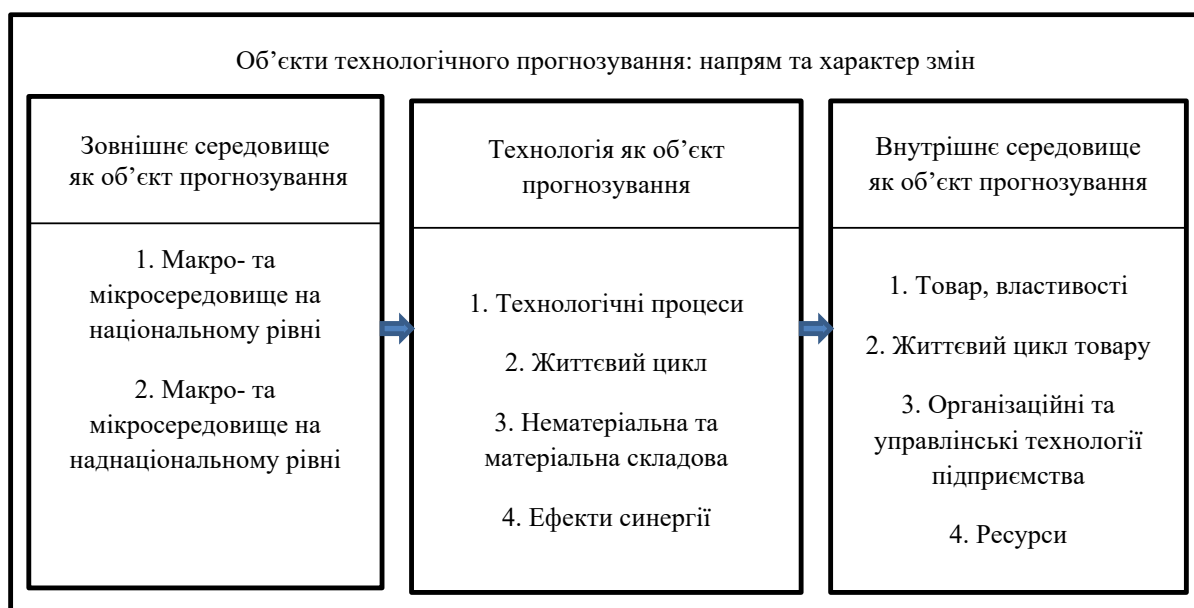 Об’єкти технологічного прогнозування: напрям та характер змін
Зовнішнє середовище
як об’єкт прогнозування
1. Макро- та
мікросередовище на
національному рівні
2. Макро- та
мікросередовище на
наднаціональному рівні
Технологія як об’єкт
прогнозування
1. Технологічні процеси
2. Життєвий цикл
3. Нематеріальна та
матеріальна складова
4. Ефекти синергії
Внутрішнє середовище
як об’єкт прогнозування
1. Товар, властивості
2. Життєвий цикл товару
3. Організаційні та
управлінські технології
підприємства
4. Ресурси